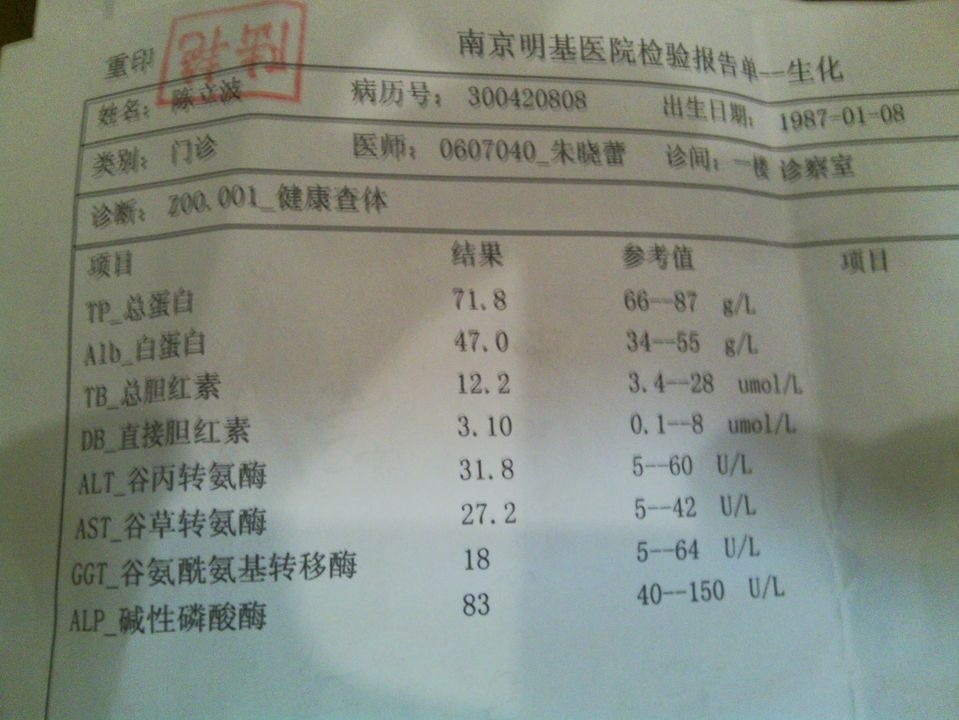 南京明基医院检验报告单--生化
重印
姓名： 陈立波 病历号： 300420808 出生日期： 1987-01-08
类别： 门诊 医师： 0607040_朱晓蕾 诊间： 一楼 诊察室
诊断： Z00.001_健康查体
项目 结果 参考值 项目
TP_总蛋白 71.8 66--87 g/L
Alb_白蛋白 47.0 34--55 g/L
TB_总胆红素 12.2 3.4--28 umol/L
DB_直接胆红素 3.10 0.1--8 umol/L
ALT_谷丙转氨酶 31.8 5--60 U/L
AST_谷草转氨酶 27.2 5--42 U/L
GGT_谷氨酰氨基转移酶 18 5--64 U/L
ALP_碱性磷酸酶 83 40--150 U/L